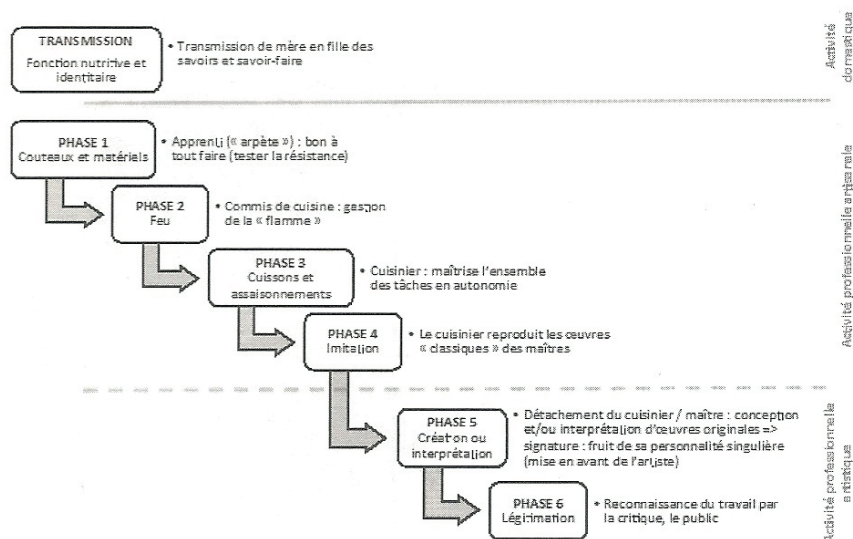 TRANSMISSION
Fonction nutritive et
identitaire
• Transmission de mère en fille des
savoirs et savoir-faire
Activité
domestique
PHASE 1
Couteaux et matériels
• Apprenti (« arpète ») : bon à
tout faire (tester la résistance)
PHASE 2
Feu
• Commis de cuisine : gestion
de la « flamme »
PHASE 3
Cuissons et
assaisonnements
• Cuisinier : maîtrise l'ensemble
des tâches en autonomie
PHASE 4
Imitation
• Le cuisinier reproduit les œuvres
« classiques » des maîtres
Activité professionnelle artisanale
PHASE 5
Création ou
interprétation
• Détachement du cuisinier / maître : conception
et/ou interprétation d'œuvres originales =>
signature : fruit de sa personnalité singulière
(mise en avant de l'artiste)
PHASE 6
Légitimation
• Reconnaissance du travail par
la critique, le public
Activité professionnelle
artistique